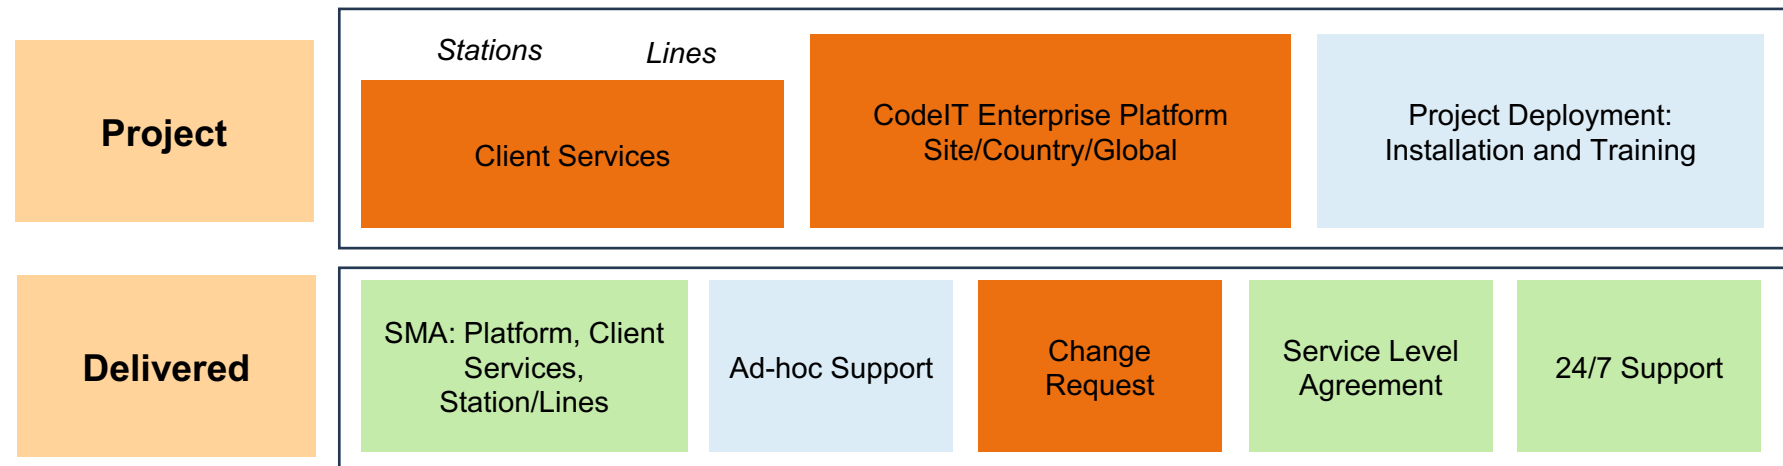 Project
Stations
Lines
Client Services
CodeIT Enterprise Platform
Site/Country/Global
Project Deployment:
Installation and Training
Delivered
SMA: Platform, Client
Services,
Station/Lines
Ad-hoc Support
Change
Request
Service Level
Agreement
24/7 Support